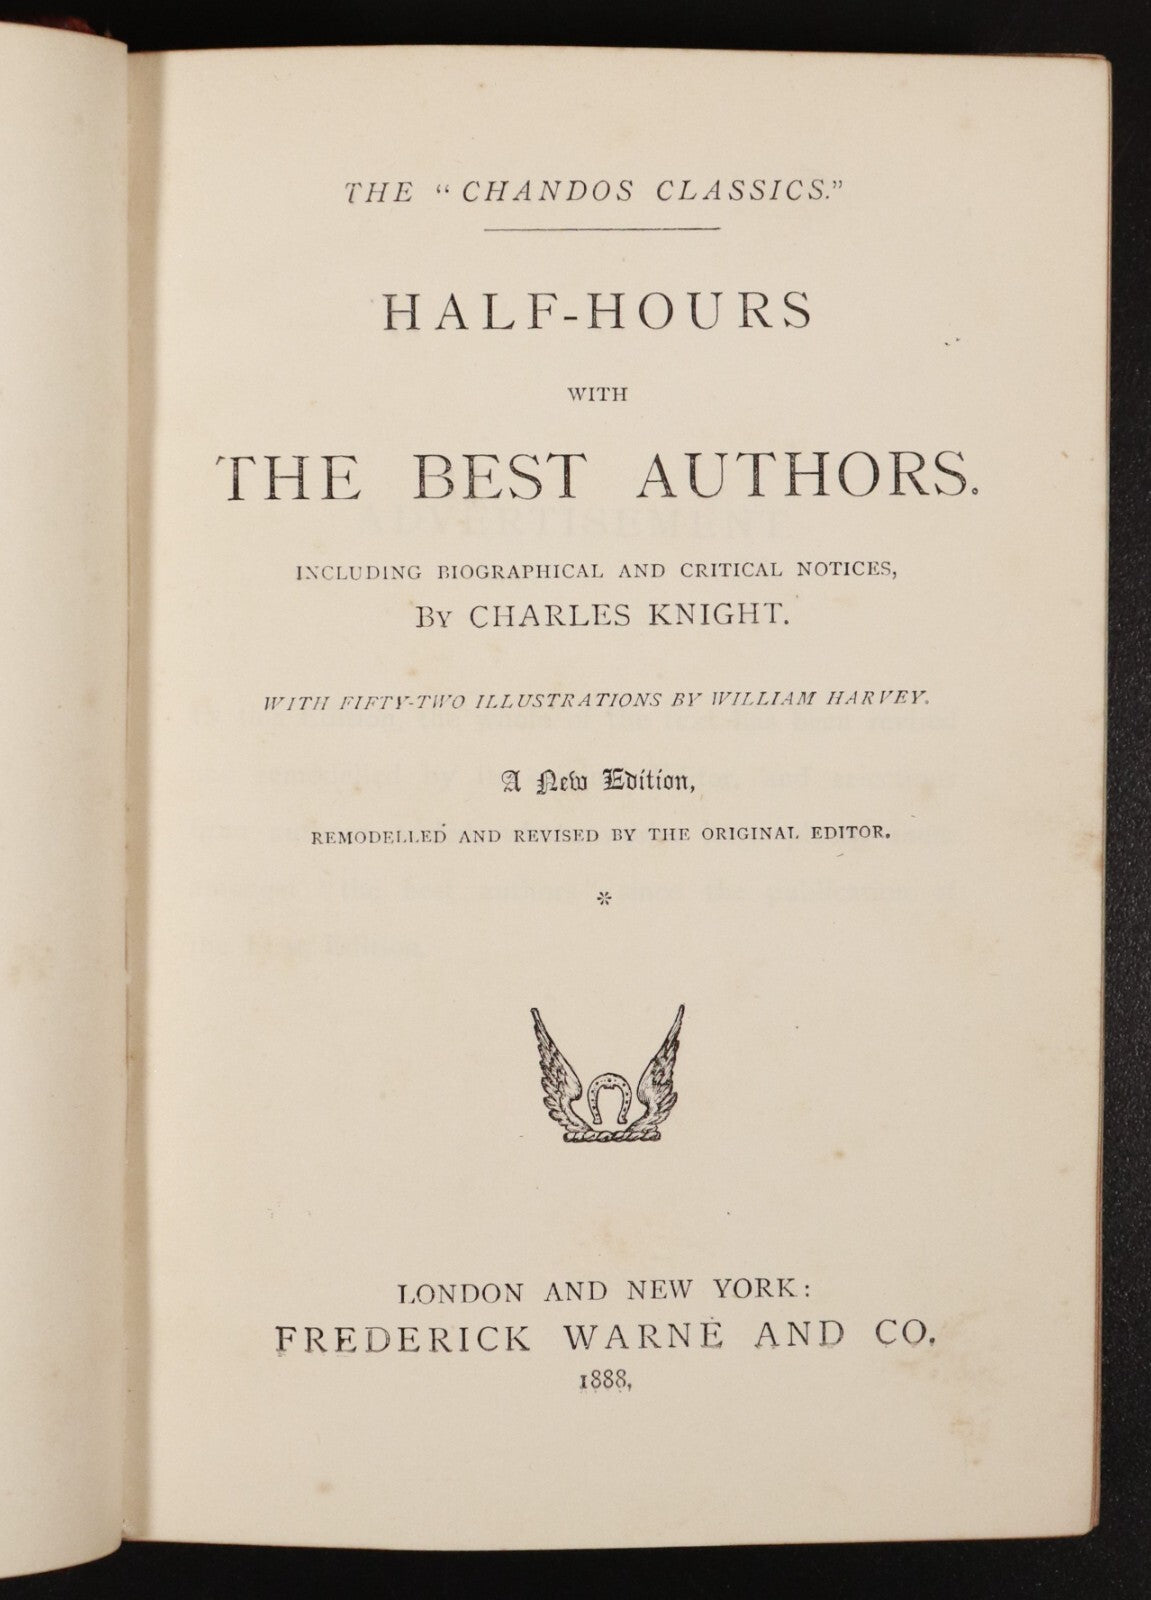 THE "CHANDOS CLASSICS."
HALF-HOURS
WITH
THE BEST AUTHORS.
INCLUDING BIOGRAPHICAL AND CRITICAL NOTICES,
BY CHARLES KNIGHT.
WITH FIFTY-TWO ILLUSTRATIONS BY WILLIAM HARVEY.
A New Edition,
REMODELLED AND REVISED BY THE ORIGINAL EDITOR.
*
LONDON AND NEW YORK:
FREDERICK WARNE AND CO.
1888,